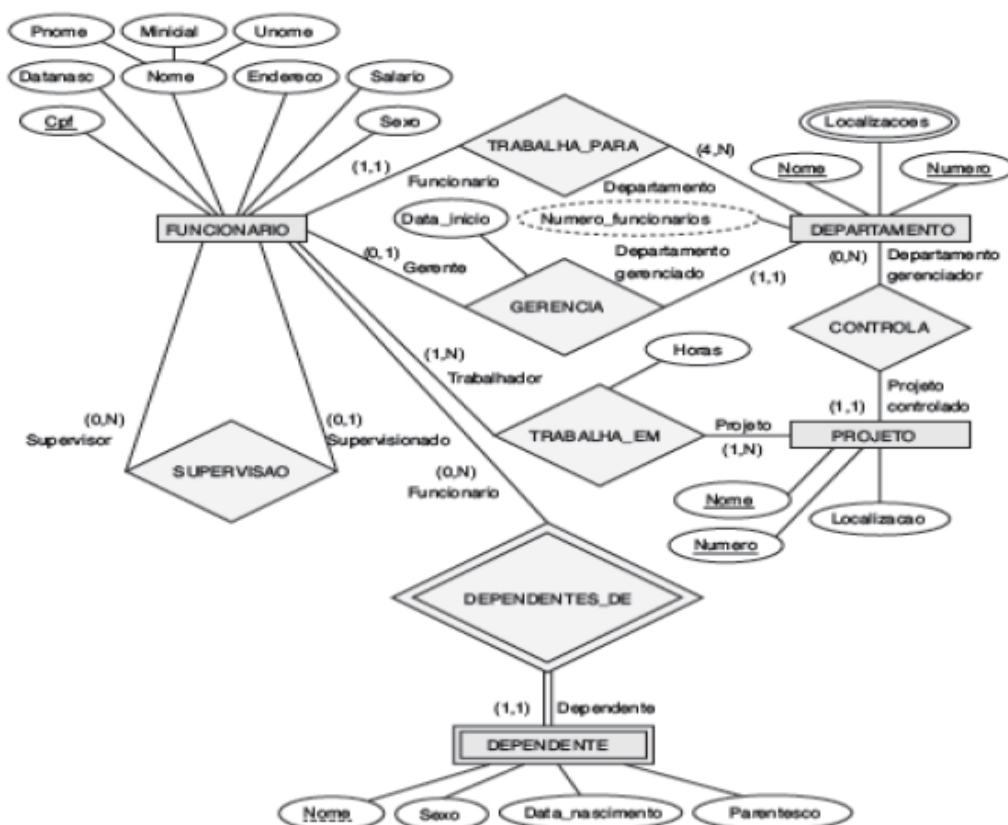 Pnome Minicial Unome
Datanasc Nome Endereco Salario
Cpf Sexo
Localizacoes
TRABALHA_PARA
(1,1) (4,N)
Nome Numero
Funcionario Departamento
Data_inicio Numero_funcionarios
FUNCIONARIO DEPARTAMENTO
(0,1) Departamento gerenciado (0,N) Departamento gerenciador
Gerente (1,1)
GERENCIA
CONTROLA
Horas
(1,N)
Trabalhador
Projeto controlado
(1,1)
(0,N) (0,1)
Supervisor Supervisionado
TRABALHA_EM Projeto PROJETO
(1,N)
SUPERVISAO
(0,N)
Funcionario
Nome
Localizacao
Numero
DEPENDENTES_DE
(1,1) Dependente
DEPENDENTE
Nome Sexo Data_nascimento Parentesco